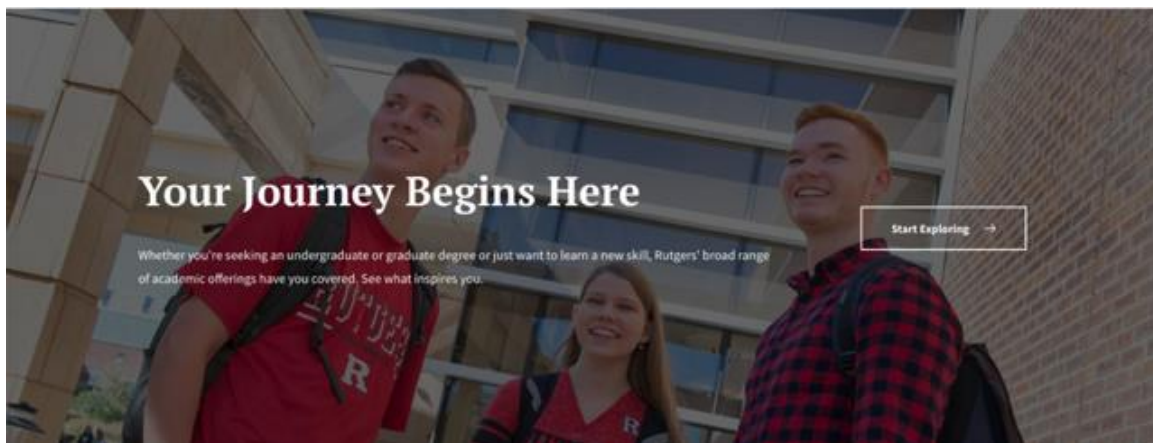 Your Journey Begins Here
Start Exploring →
Whether you're seeking an undergraduate or graduate degree or just want to learn a new skill, Rutgers' broad range
of academic offerings have you covered. See what inspires you.
RUTGERS
R
R